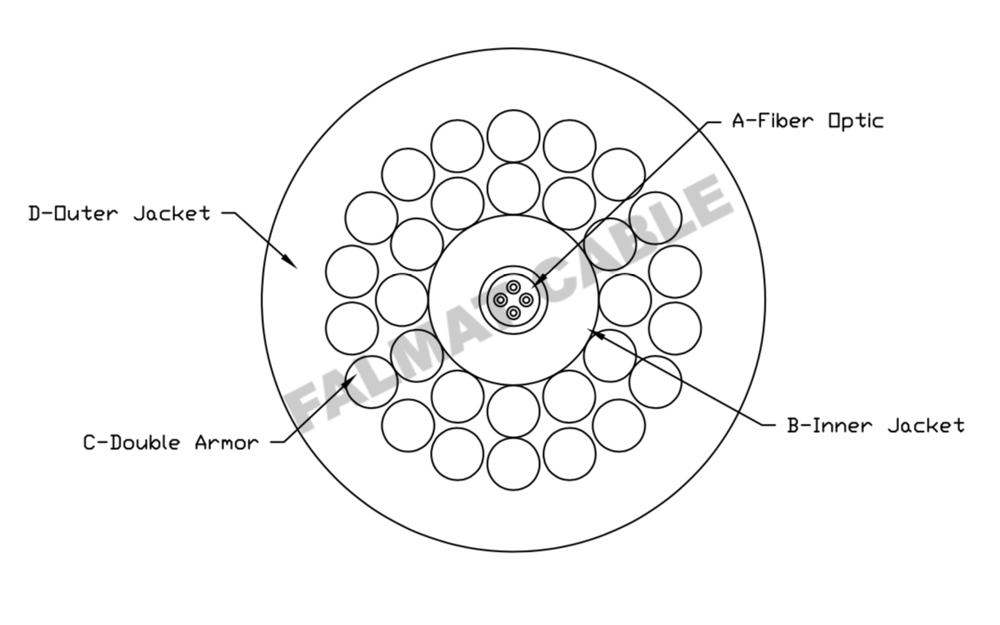 A-Fiber Optic
D-Outer Jacket
FALMAT CABLE
B-Inner Jacket
C-Double Armor